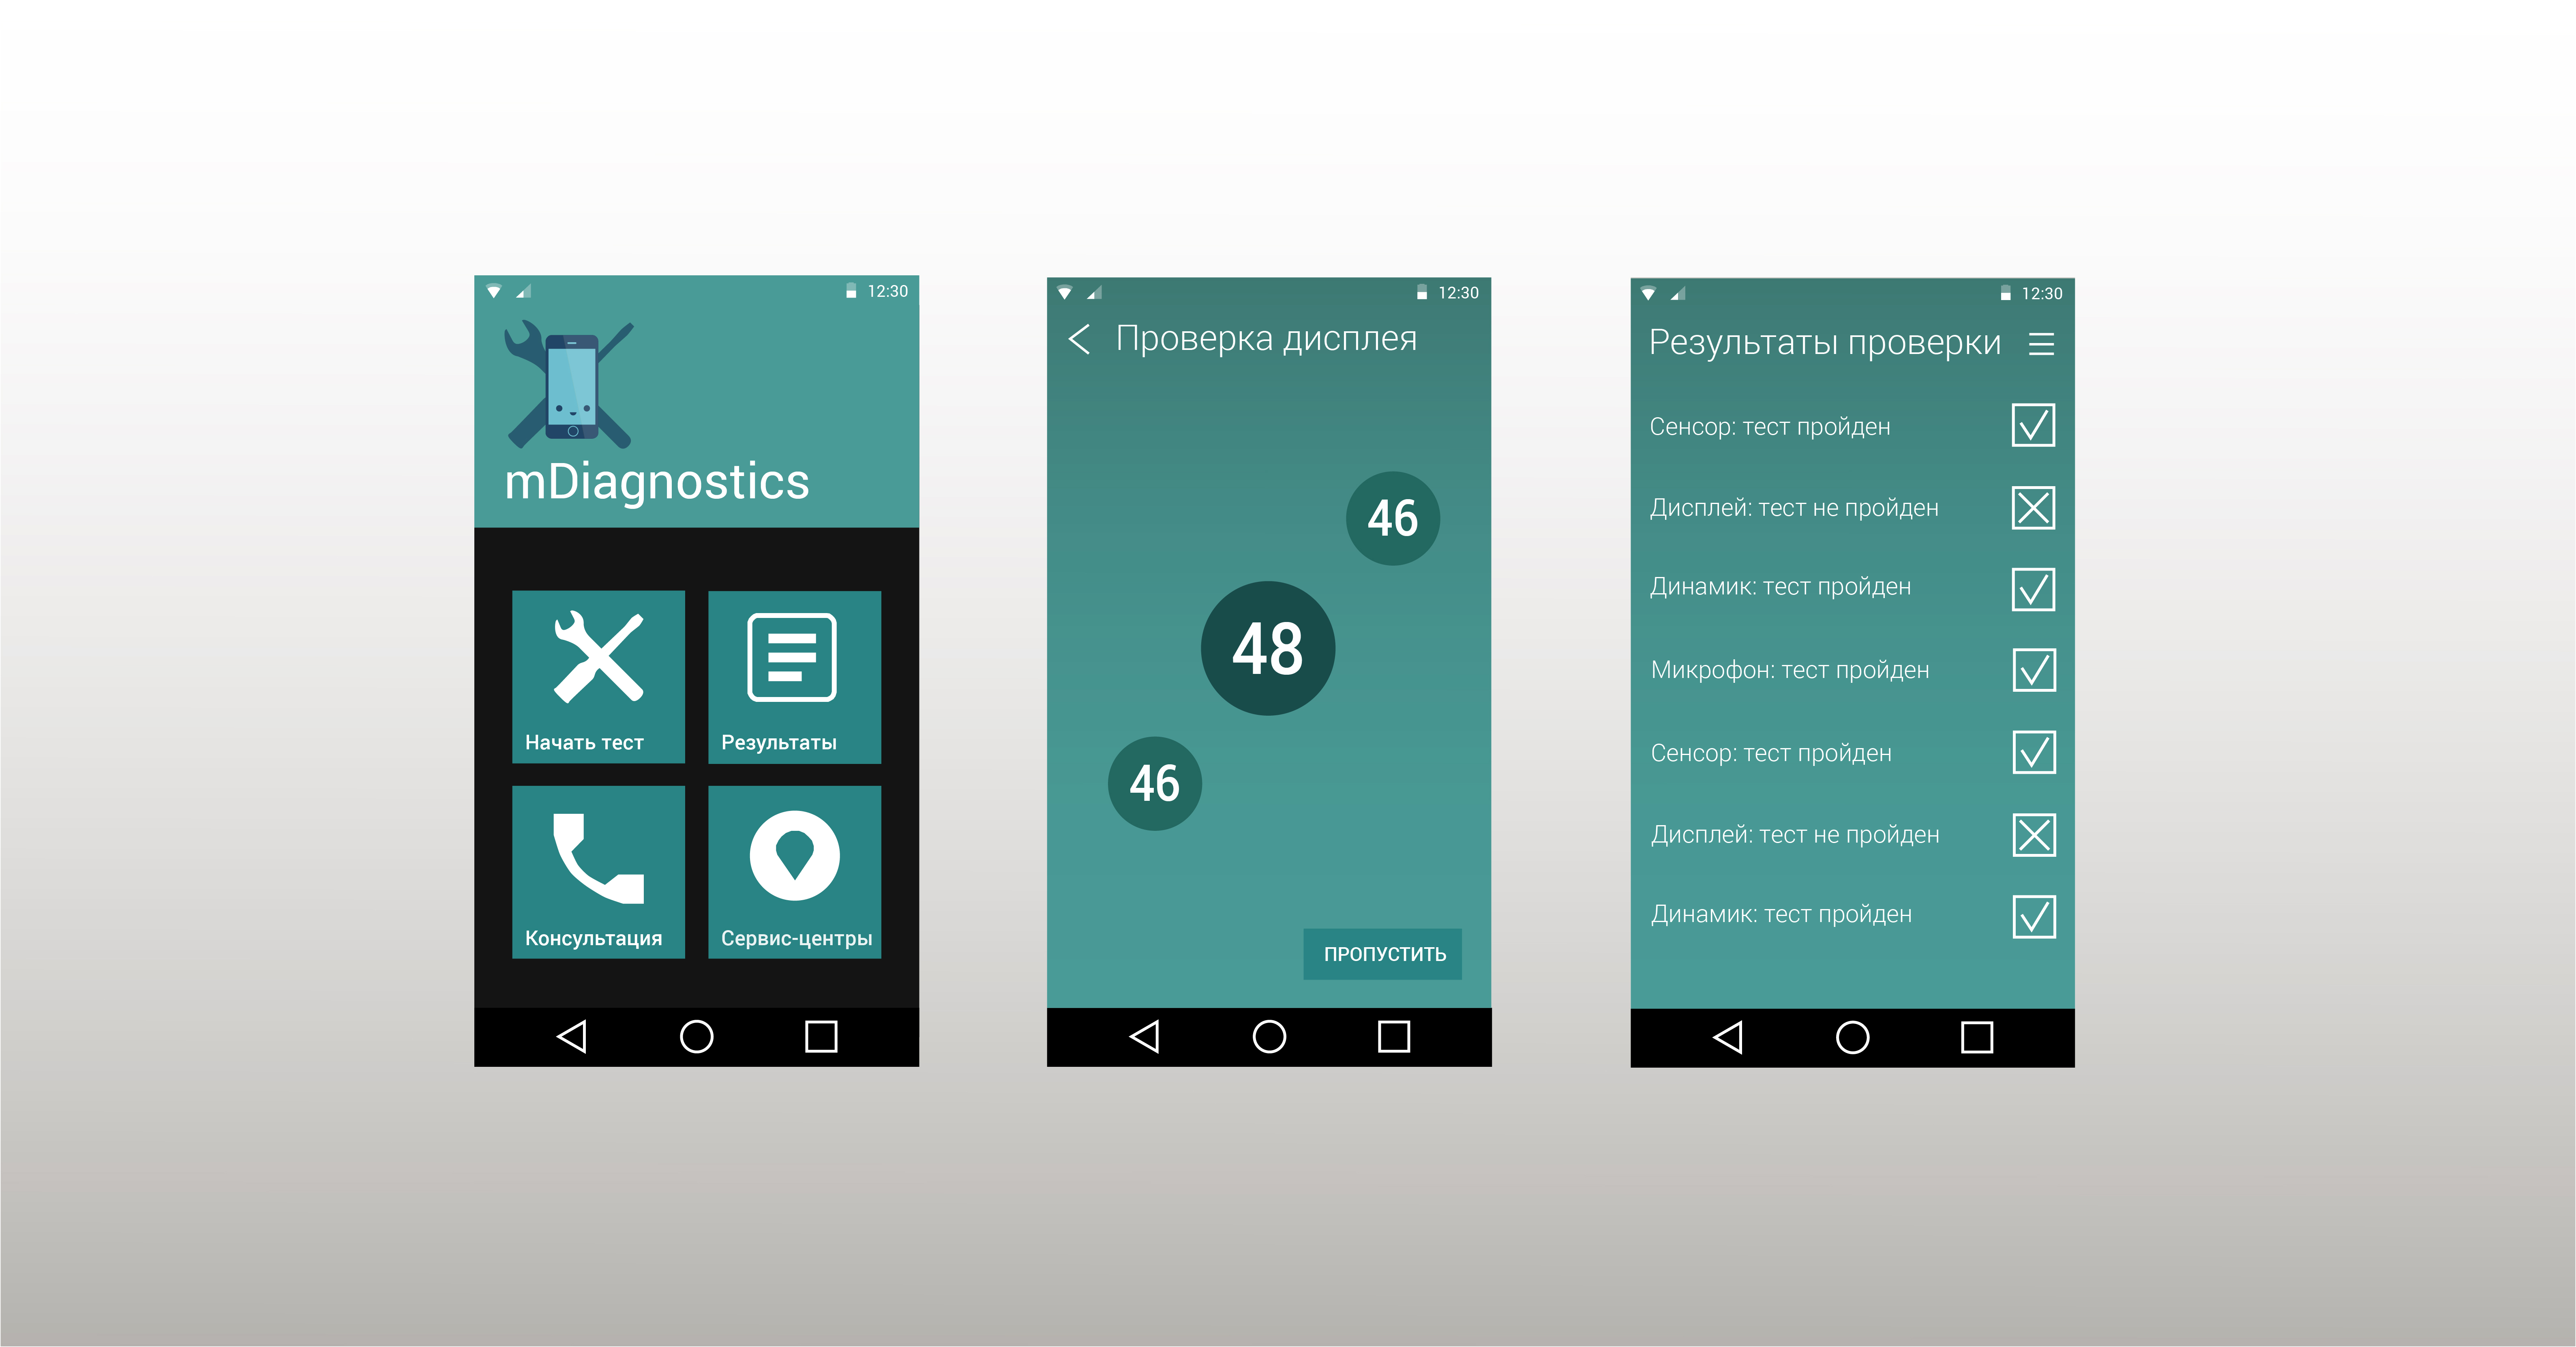 12:30
mDiagnostics
Начать тест
Результаты
Консультация
Сервис-центры
12:30
Проверка дисплея
46
48
46
ПРОПУСТИТЬ
12:30
Результаты проверки
Сенсор: тест пройден
Дисплей: тест не пройден
Динамик: тест пройден
Микрофон: тест пройден
Сенсор: тест пройден
Дисплей: тест не пройден
Динамик: тест пройден